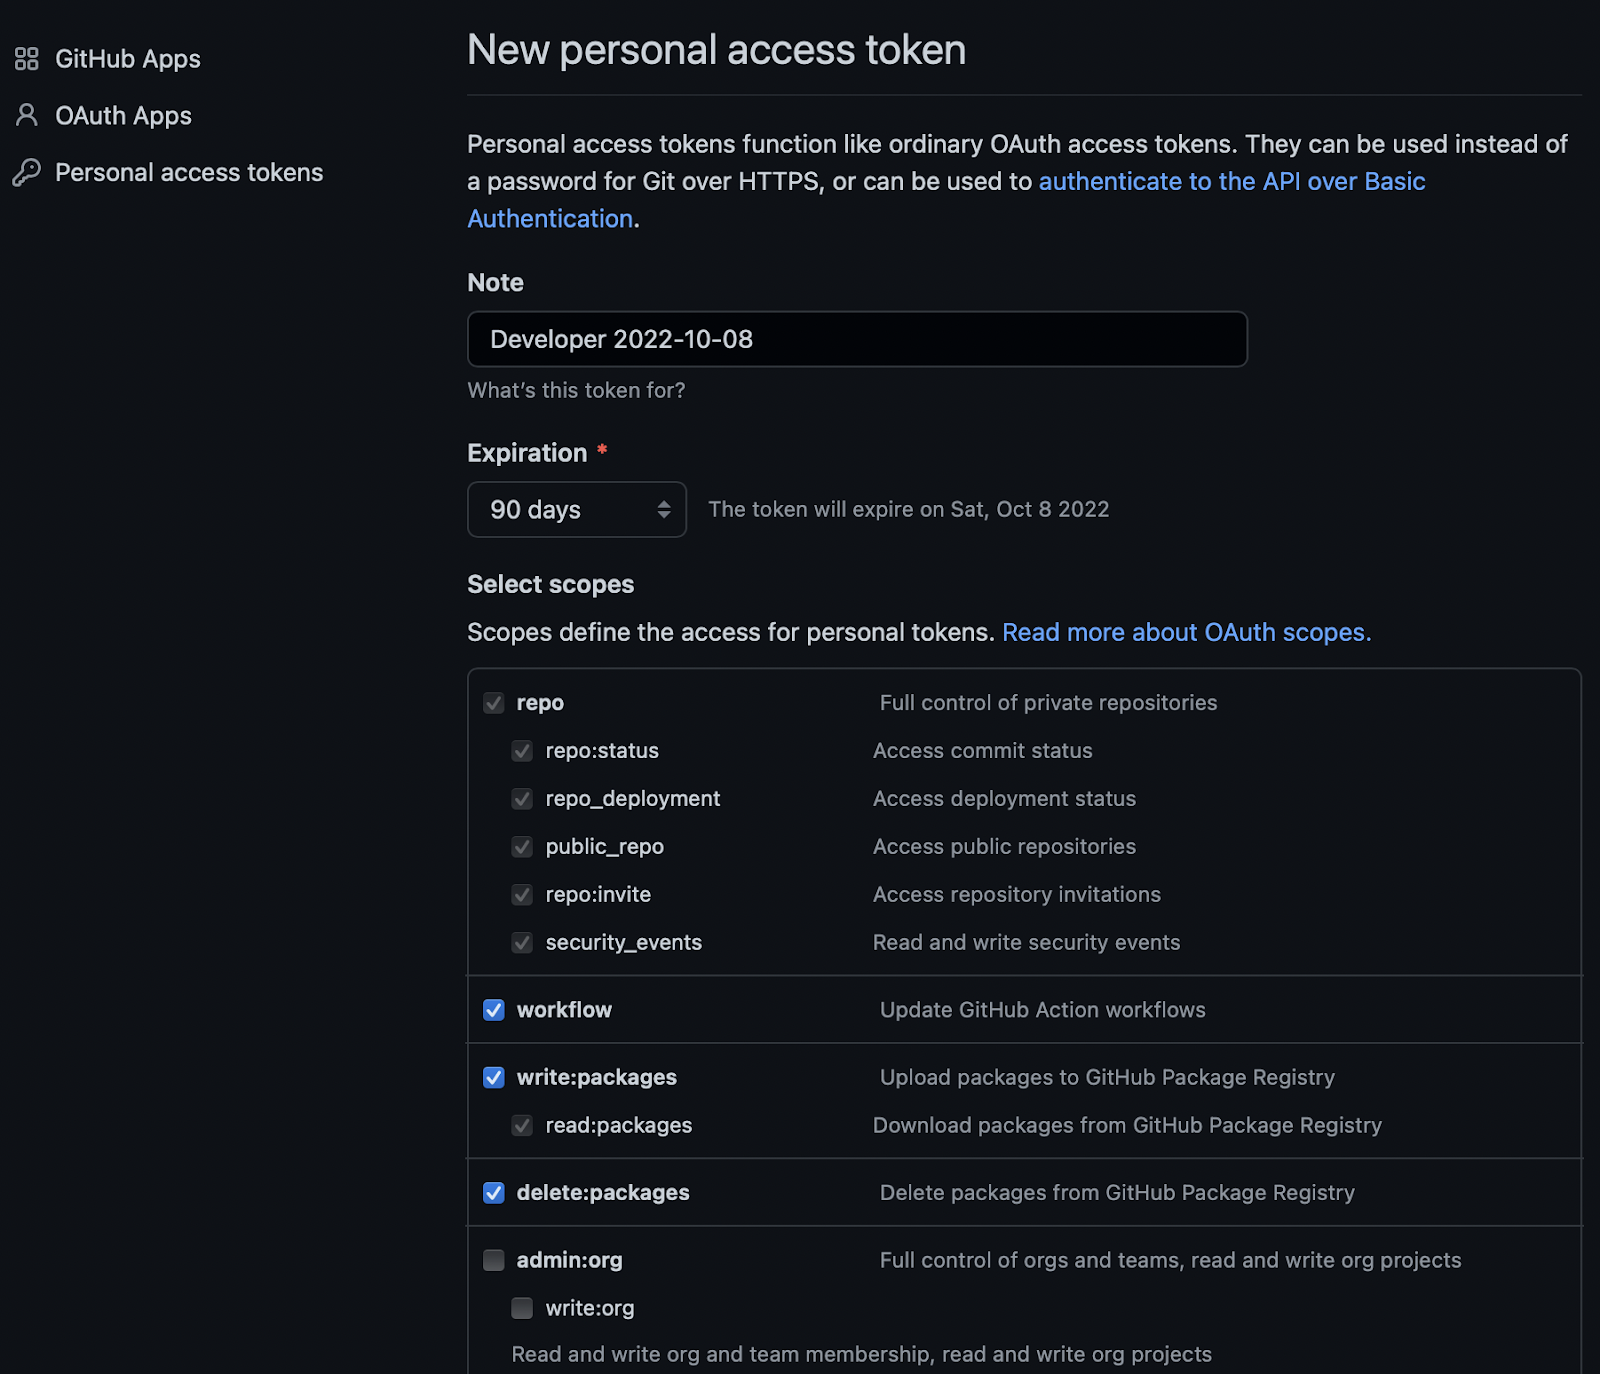 GitHub Apps
OAuth Apps
Personal access tokens
New personal access token
Personal access tokens function like ordinary OAuth access tokens. They can be used instead of
a password for Git over HTTPS, or can be used to authenticate to the API over Basic
Authentication.
Note
Developer 2022-10-08
What's this token for?
Expiration *
90 days The token will expire on Sat, Oct 8 2022
Select scopes
Scopes define the access for personal tokens. Read more about OAuth scopes.
repo Full control of private repositories
repo:status Access commit status
repo_deployment Access deployment status
public_repo Access public repositories
repo:invite Access repository invitations
security_events Read and write security events
workflow Update GitHub Action workflows
write:packages Upload packages to GitHub Package Registry
read:packages Download packages from GitHub Package Registry
delete:packages Delete packages from GitHub Package Registry
admin:org Full control of orgs and teams, read and write org projects
write:org
Read and write org and team membership, read and write org projects